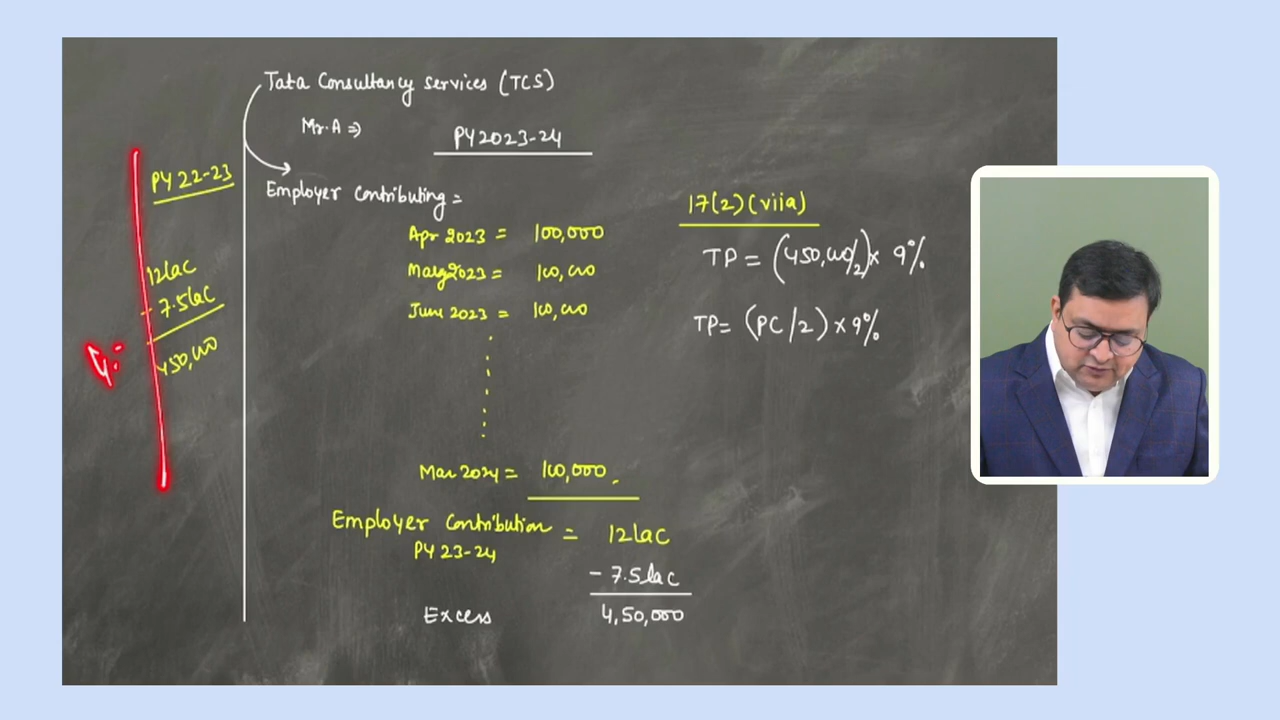 Tata Consultancy services (TCS)
Mr. A ⇒
PY 2023-24
Employer Contributing =
Apr 2023 = 100,000
2023 = 100,000
June 2023 = 100,000
Mar 2024 = 100,000.
Employer Contribution = 12 lac
PY 23-24
- 7.5 lac
Excess 4,50,000
PY 22-23
12 lac
- 7.5 lac
450,000
17(2)(viia)
TP = (450,000/2) × 9%
TP = (PC/2) × 9%